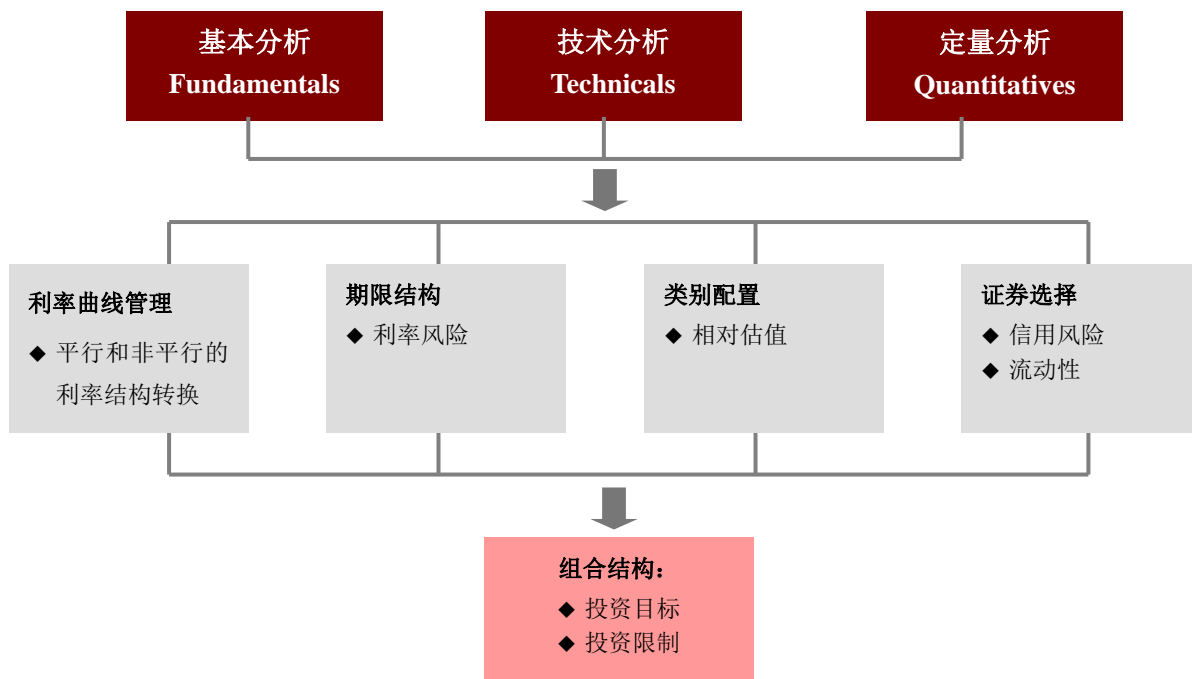 基本分析
Fundamentals
技术分析
Technicals
定量分析
Quantitatives
利率曲线管理
◆ 平行和非平行的
利率结构转换
期限结构
◆ 利率风险
类别配置
◆ 相对估值
证券选择
◆ 信用风险
◆ 流动性
组合结构：
◆ 投资目标
◆ 投资限制